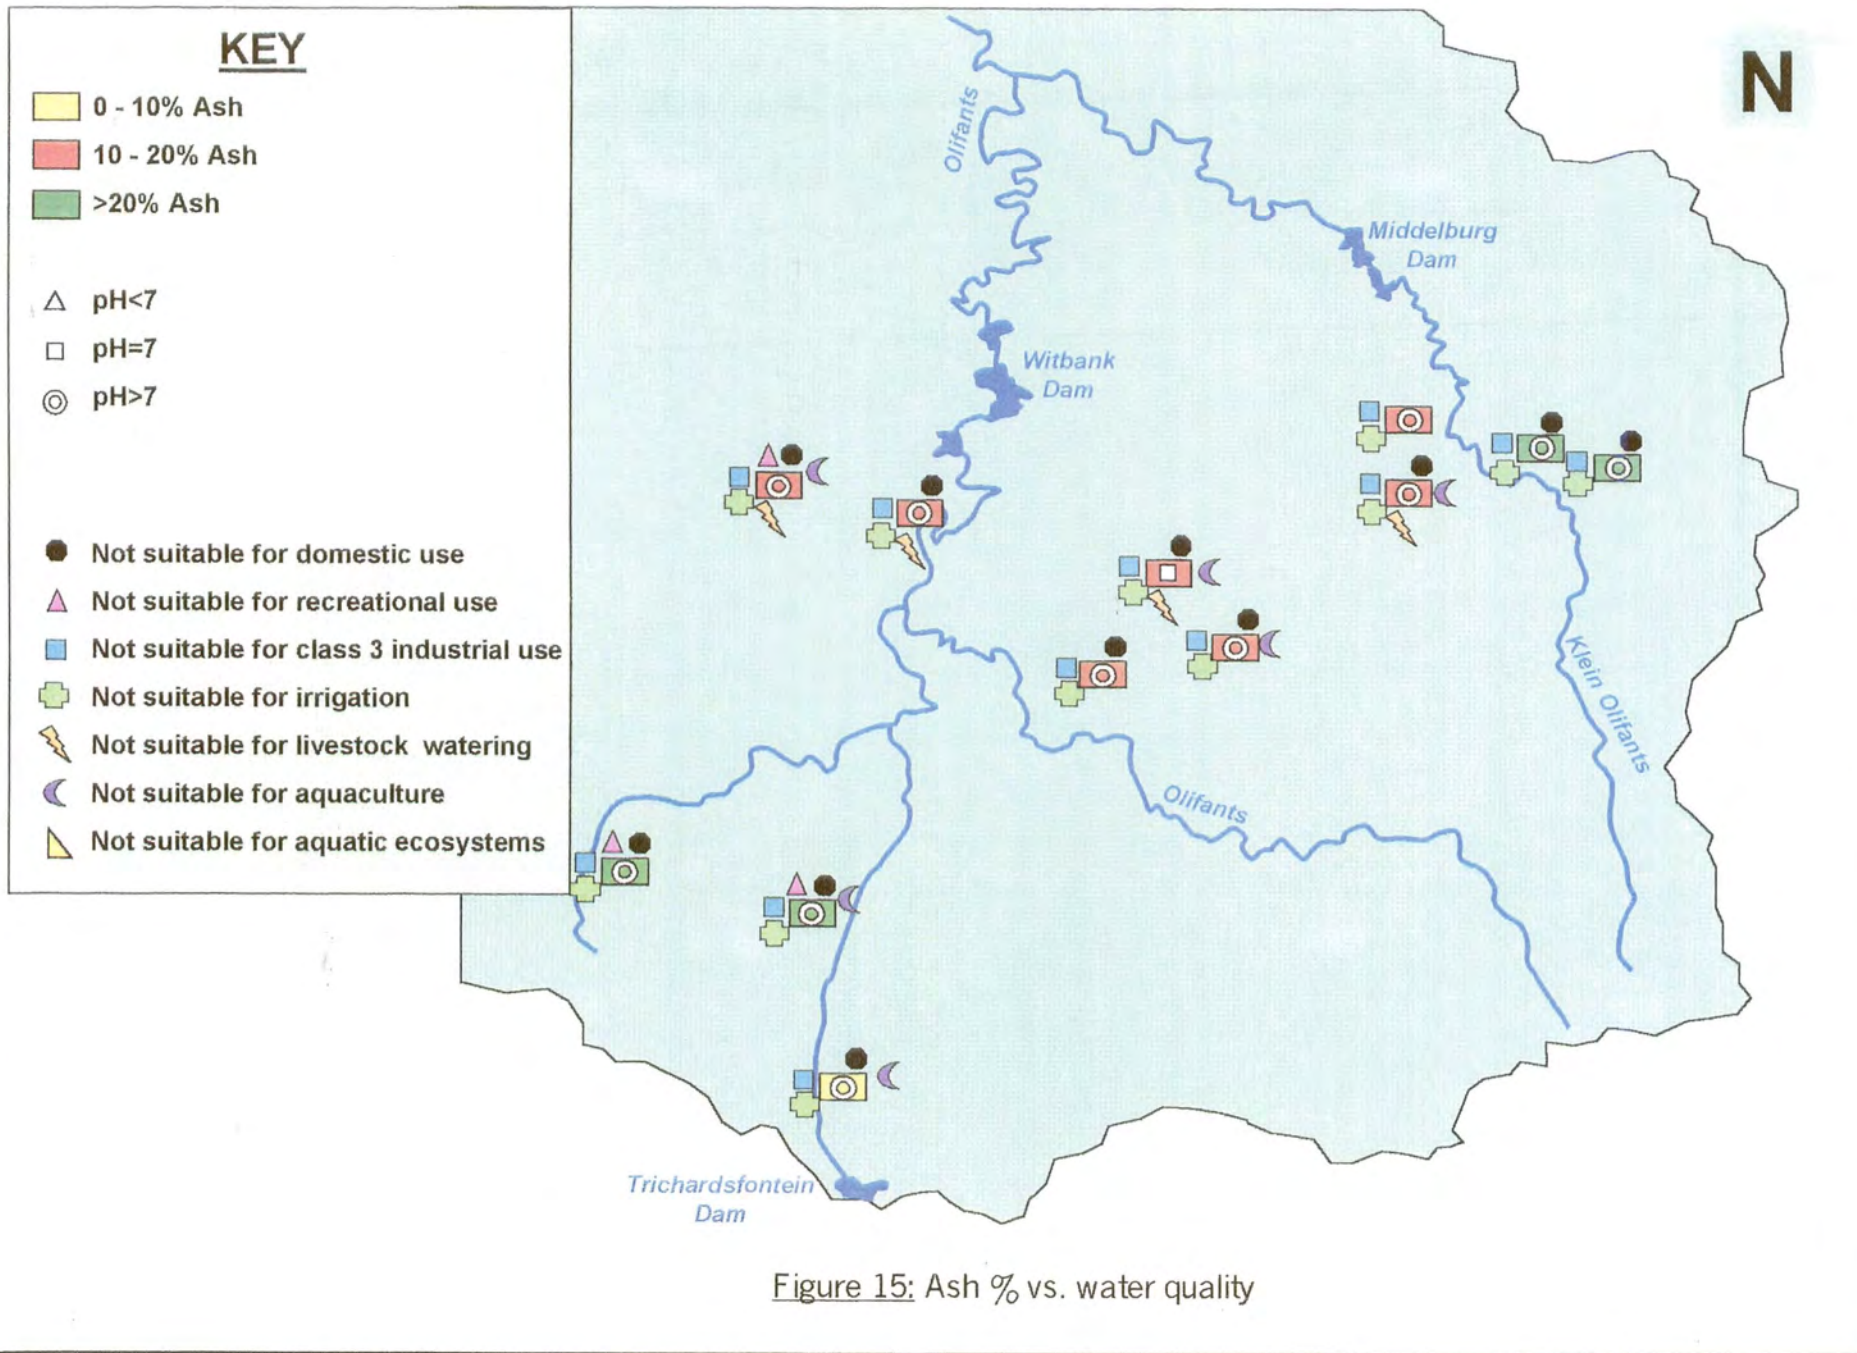 KEY
0 - 10% Ash
10 - 20% Ash
>20% Ash
pH<7
pH=7
pH>7
Not suitable for domestic use
Not suitable for recreational use
Not suitable for class 3 industrial use
Not suitable for irrigation
Not suitable for livestock watering
Not suitable for aquaculture
Not suitable for aquatic ecosystems
N
Olifants
Middelburg
Dam
Witbank
Dam
Klein Olifants
Olifants
Trichardsfontein
Dam
Figure 15: Ash % vs. water quality